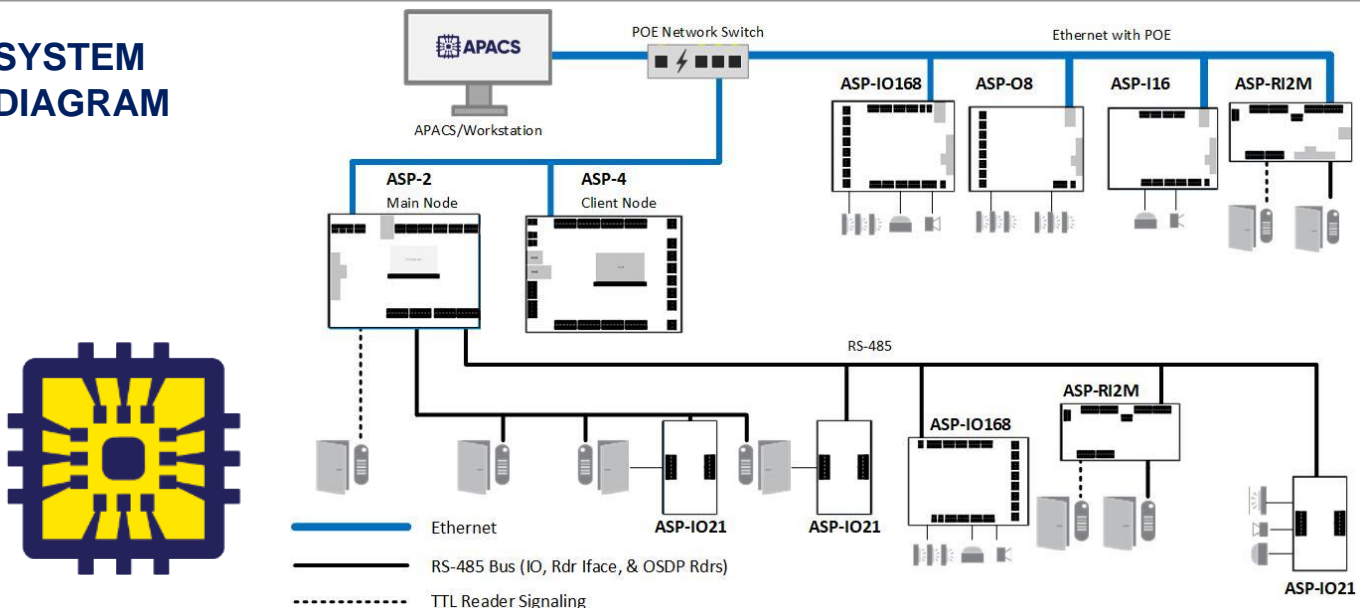 SYSTEM
DIAGRAM
APACS
APACS/Workstation
POE Network Switch
Ethernet with POE
ASP-IO168
ASP-O8
ASP-I16
ASP-RI2M
ASP-2
Main Node
ASP-4
Client Node
RS-485
ASP-IO21
ASP-IO21
ASP-IO168
ASP-RI2M
ASP-IO21
Ethernet
RS-485 Bus (IO, Rdr Iface, & OSDP Rdrs)
TTL Reader Signaling